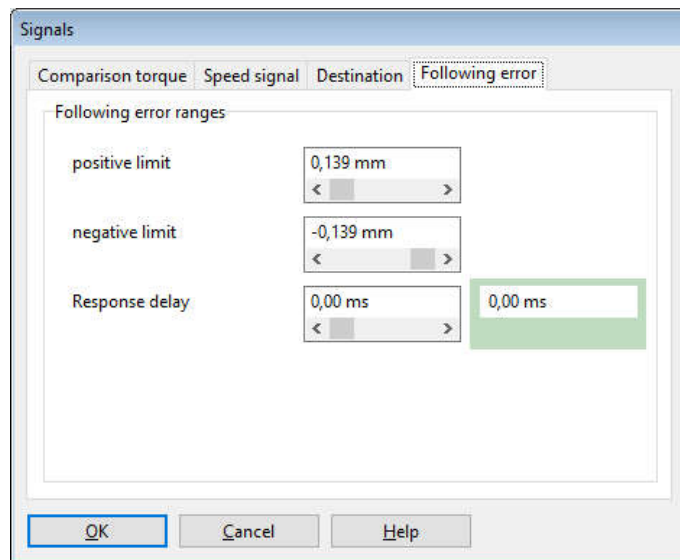 Signals
Comparison torque Speed signal Destination Following error
Following error ranges
positive limit 0,139 mm
negative limit -0,139 mm
Response delay 0,00 ms 0,00 ms
OK Cancel Help